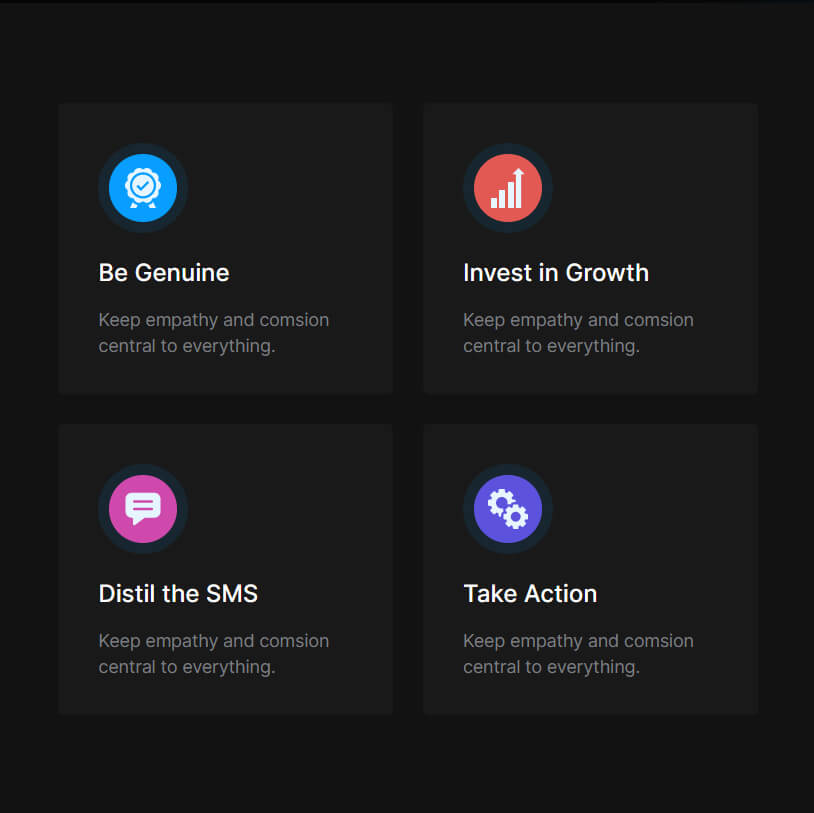 Be Genuine
Keep empathy and comsion
central to everything.
Invest in Growth
Keep empathy and comsion
central to everything.
Distil the SMS
Keep empathy and comsion
central to everything.
Take Action
Keep empathy and comsion
central to everything.